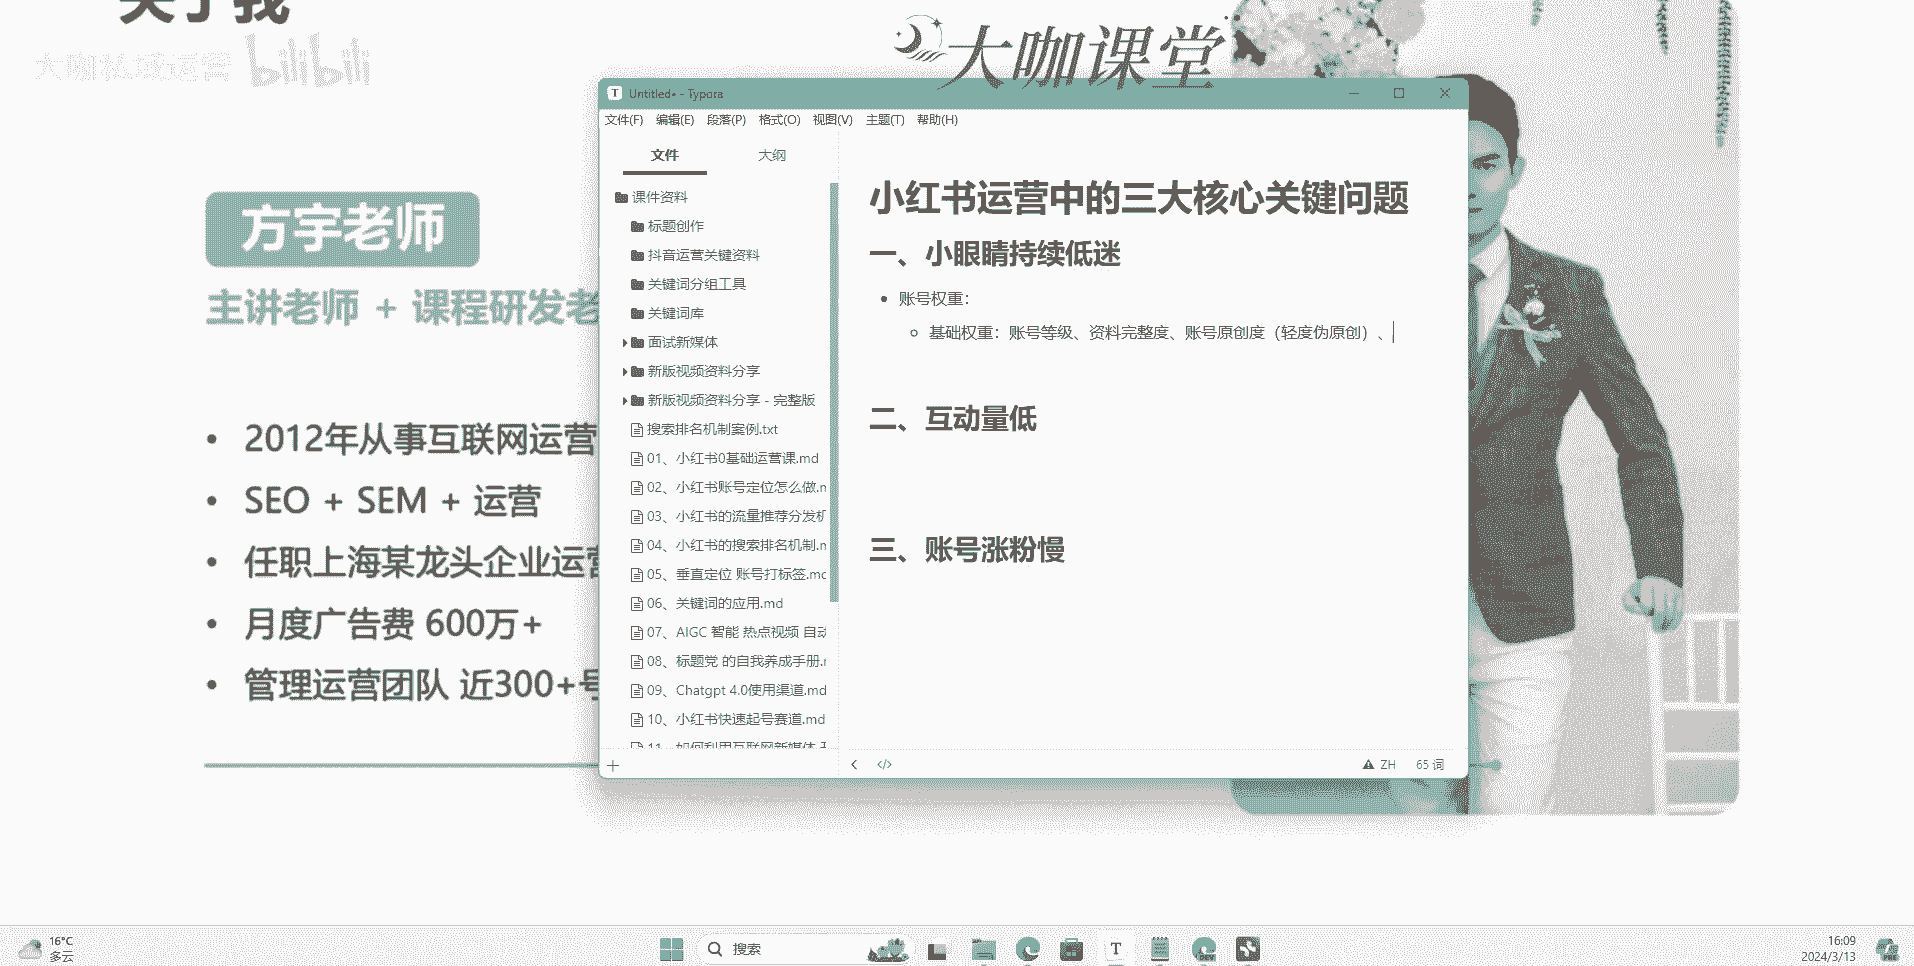 关于我
大咖私域运营 bilibili
大咖课堂
方宇老师
主讲老师 + 课程研发老
2012年从事互联网运营
SEO + SEM + 运营
任职上海某龙头企业运营
月度广告费 600万+
管理运营团队 近300+号
Untitled• - Typora
文件(F) 编辑(E) 段落(P) 格式(O) 视图(V) 主题(T) 帮助(H)
文件 大纲
课件资料
标题创作
抖音运营关键资料
关键词分组工具
关键词库
面试新媒体
新版视频资料分享
新版视频资料分享 - 完整版
搜索排名机制案例.txt
01、小红书0基础运营课.md
02、小红书账号定位怎么做.m
03、小红书的流量推荐分发机
04、小红书的搜索排名机制.m
05、垂直定位 账号打标签.md
06、关键词的应用.md
07、AIGC 智能 热点视频 自动
08、标题党 的自我养成手册.m
09、Chatgpt 4.0使用渠道.md
10、小红书快速起号赛道.md
11、如何利用互联网新媒体
小红书运营中的三大核心关键问题
一、小眼睛持续低迷
账号权重：
基础权重：账号等级、资料完整度、账号原创度（轻度伪原创）、
二、互动量低
三、账号涨粉慢
ZH 65 词
16°C
多云
搜索
16:09
2024/3/13